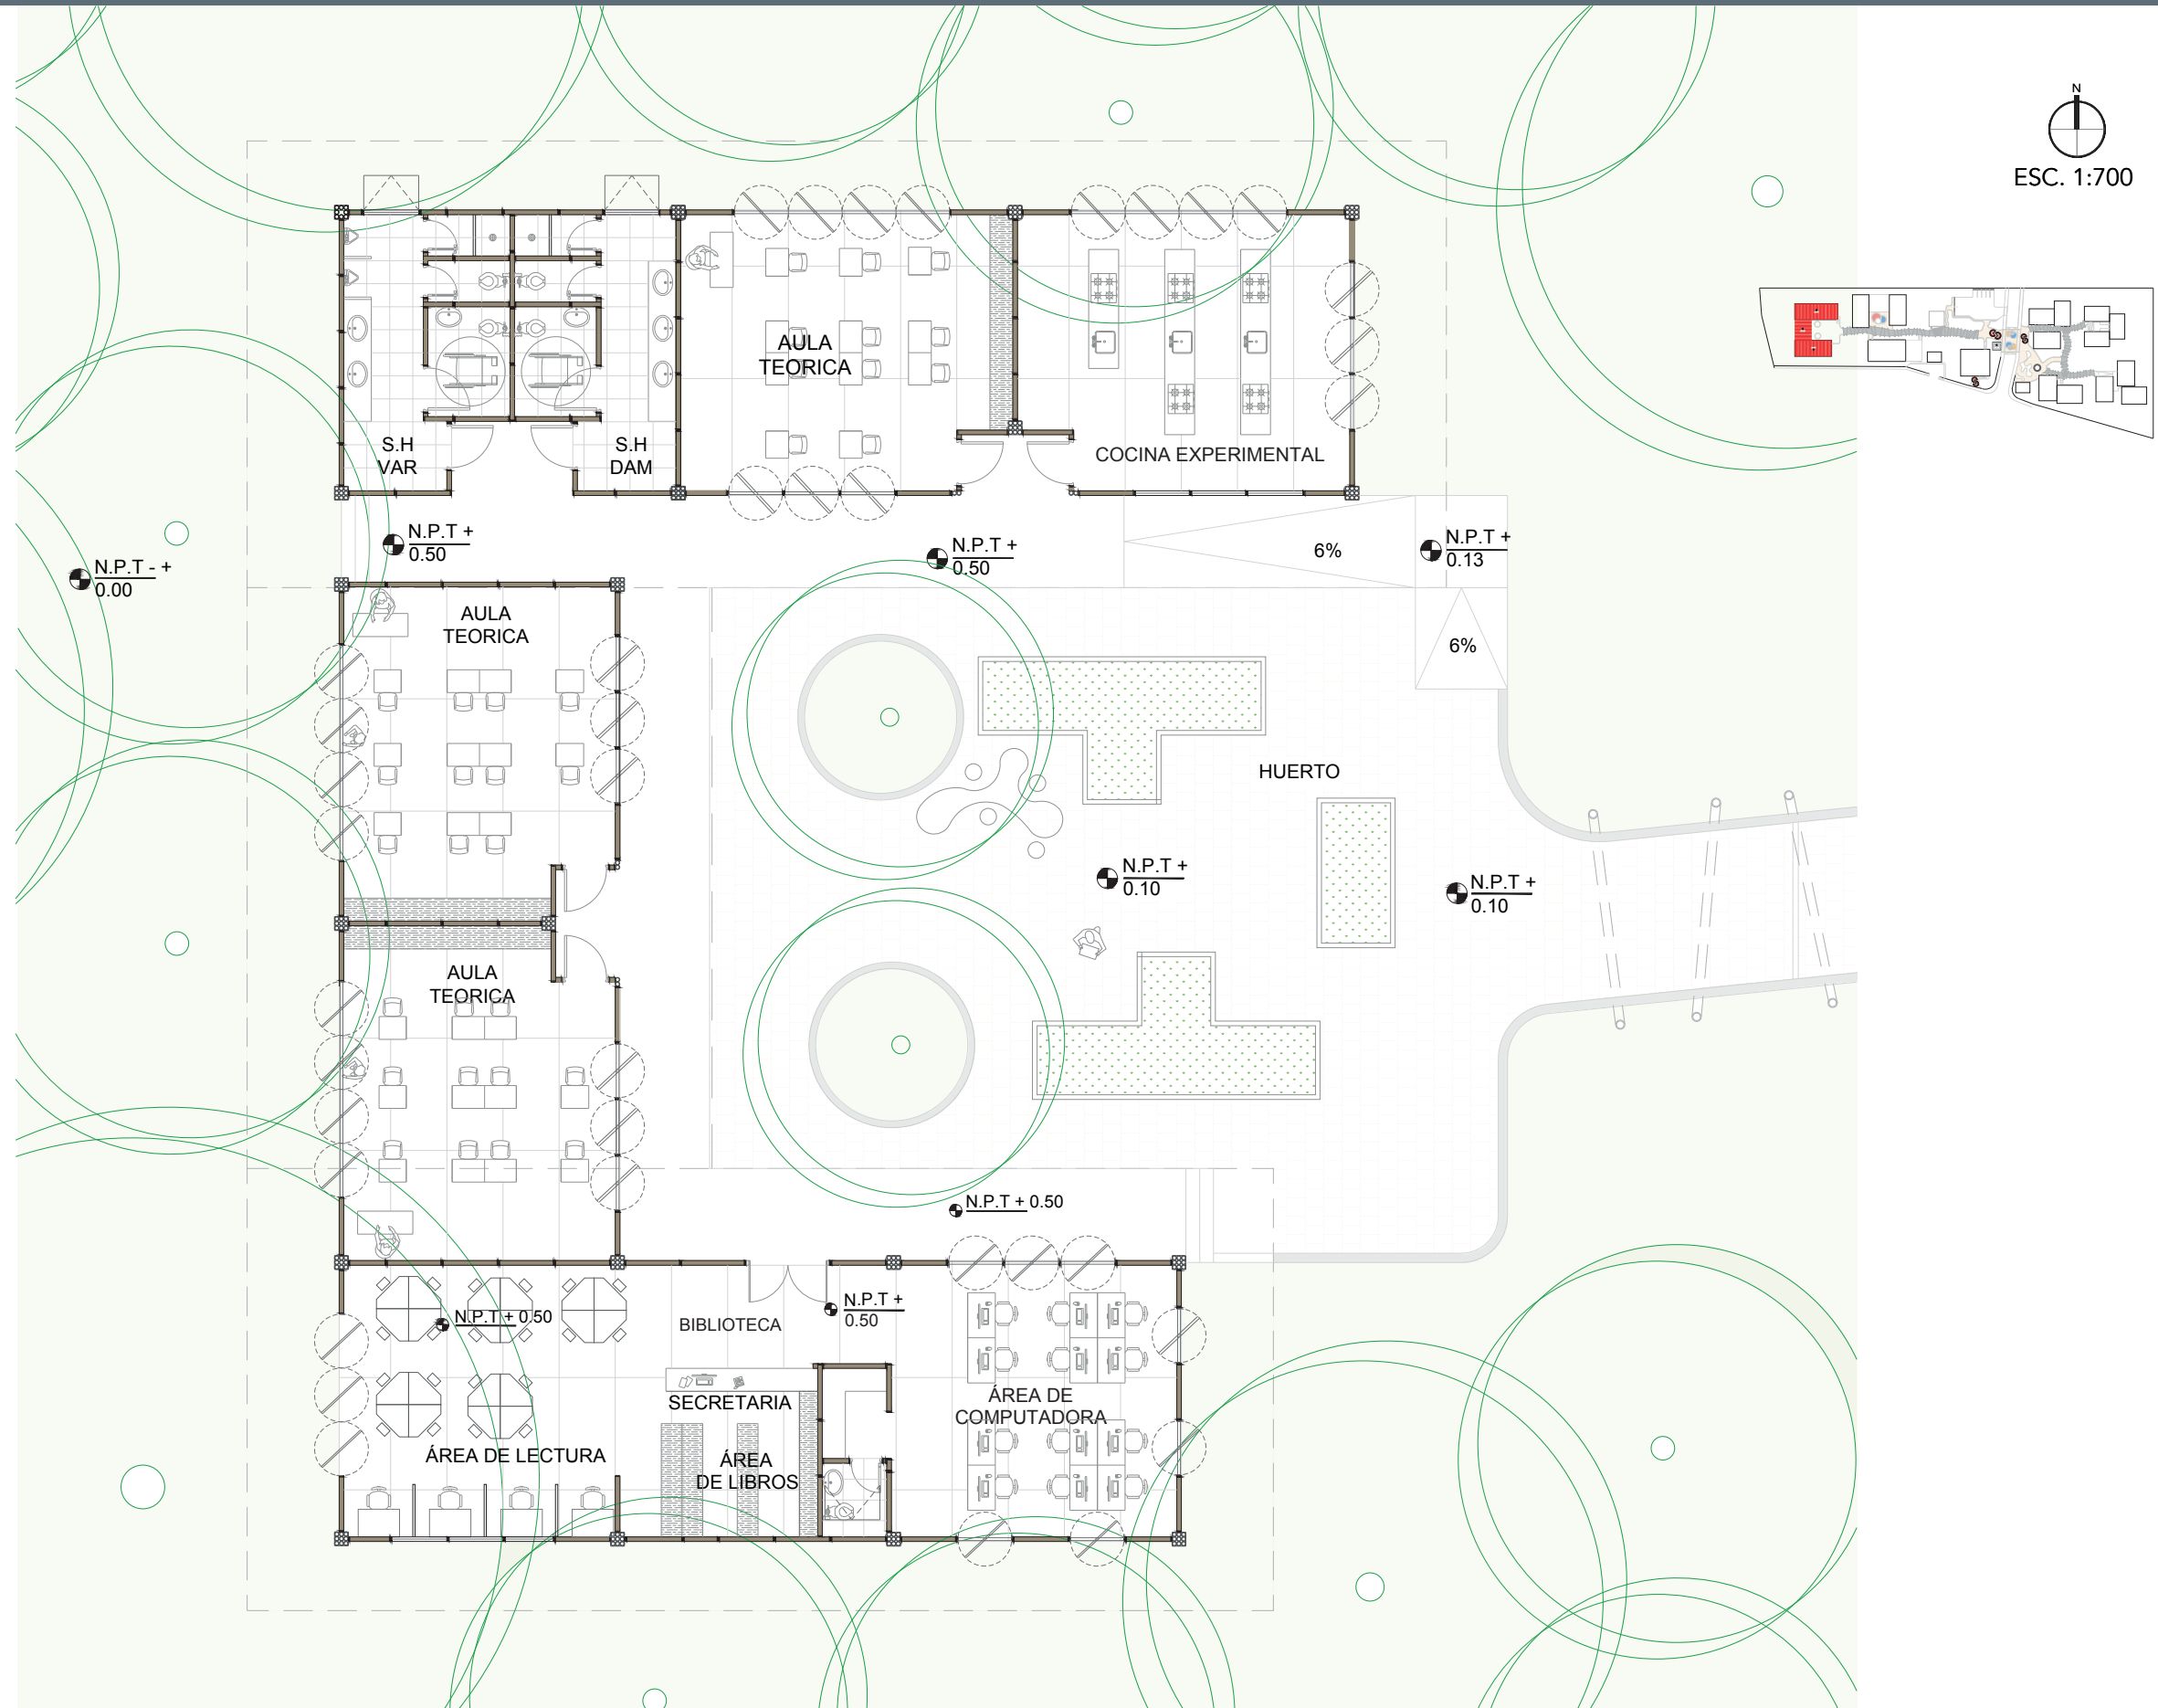 N
ESC. 1:700
AULA
TEORICA
S.H
VAR
S.H
DAM
COCINA EXPERIMENTAL
N.P.T +
0.50
N.P.T +
0.50
6%
N.P.T +
0.13
N.P.T - +
0.00
AULA
TEORICA
6%
HUERTO
N.P.T +
0.10
N.P.T +
0.10
AULA
TEORICA
N.P.T + 0.50
N.P.T + 0.50
BIBLIOTECA
N.P.T +
0.50
SECRETARIA
ÁREA DE
COMPUTADORA
ÁREA DE LECTURA
ÁREA
DE LIBROS